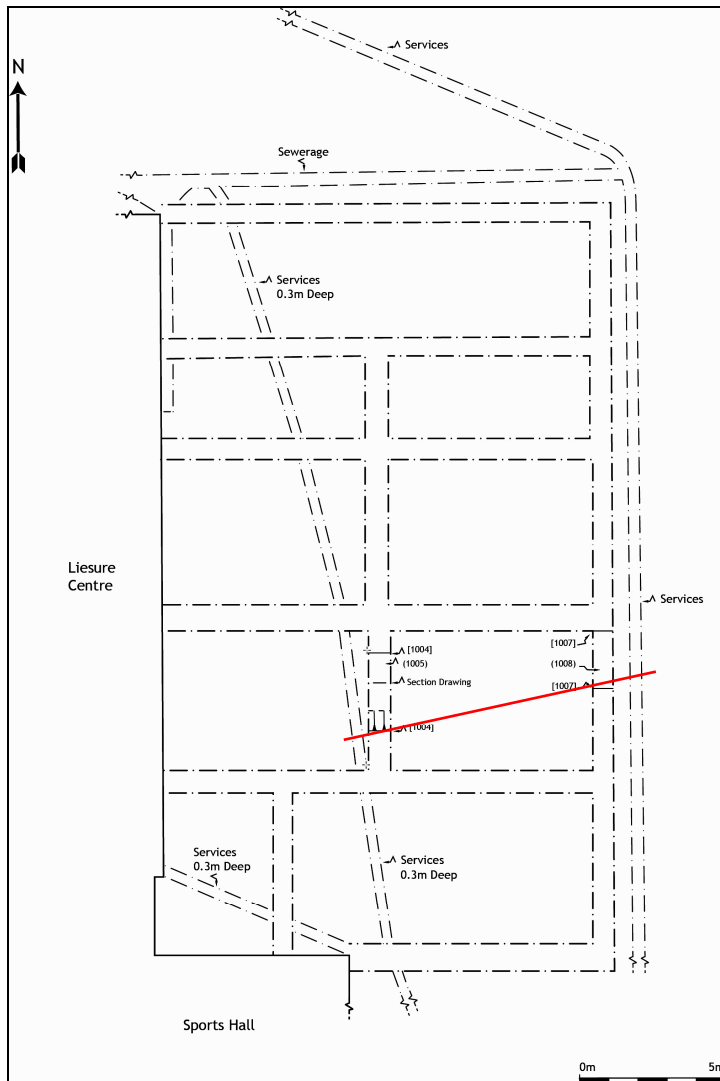 Services
N
Sewerage
Services
0.3m Deep
Liesure
Centre
Services
[1004]
[1007]
(1005)
(1008)
Section Drawing
[1007]
[1004]
Services
0.3m Deep
Services
0.3m Deep
Sports Hall
0m